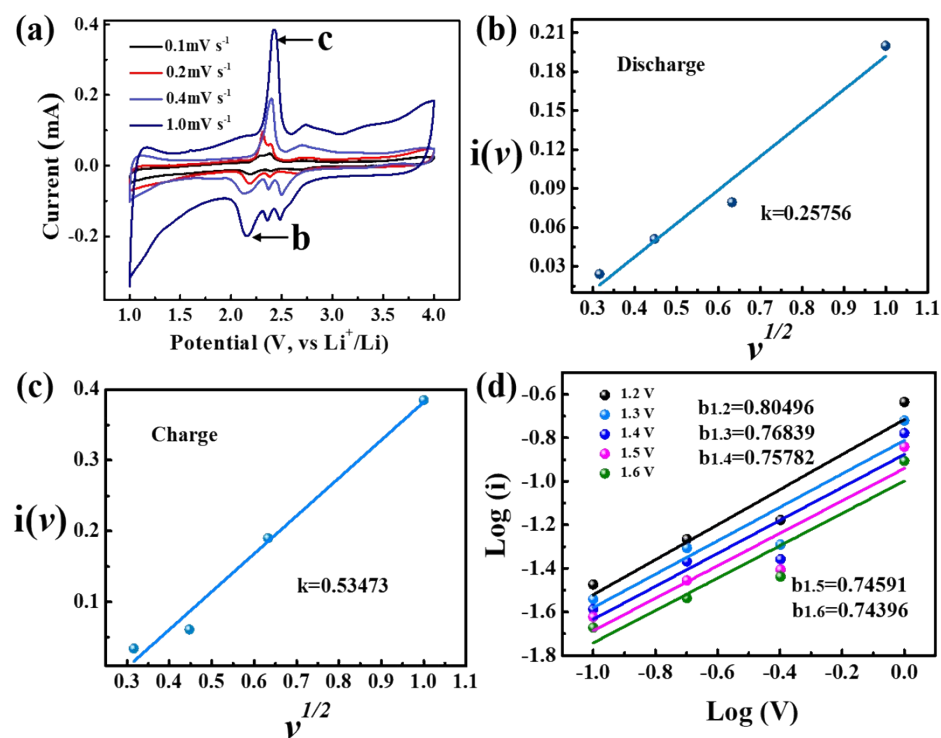 (a)
0.1mV s⁻¹
0.2mV s⁻¹
0.4mV s⁻¹
1.0mV s⁻¹
c
b
0.4
0.2
0.0
-0.2
Current (mA)
1.0 1.5 2.0 2.5 3.0 3.5 4.0
Potential (V, vs Li⁺/Li)
(b)
Discharge
0.21
0.18
0.15
0.12
0.09
0.06
0.03
i(v)
k=0.25756
0.3 0.4 0.5 0.6 0.7 0.8 0.9 1.0 1.1
v^1/2
(c)
Charge
0.4
0.3
0.2
0.1
i(v)
k=0.53473
0.3 0.4 0.5 0.6 0.7 0.8 0.9 1.0 1.1
v^1/2
(d)
1.2 V
1.3 V
1.4 V
1.5 V
1.6 V
b1.2=0.80496
b1.3=0.76839
b1.4=0.75782
b1.5=0.74591
b1.6=0.74396
-0.6
-0.8
-1.0
-1.2
-1.4
-1.6
-1.8
Log (i)
-1.0 -0.8 -0.6 -0.4 -0.2 0.0
Log (V)